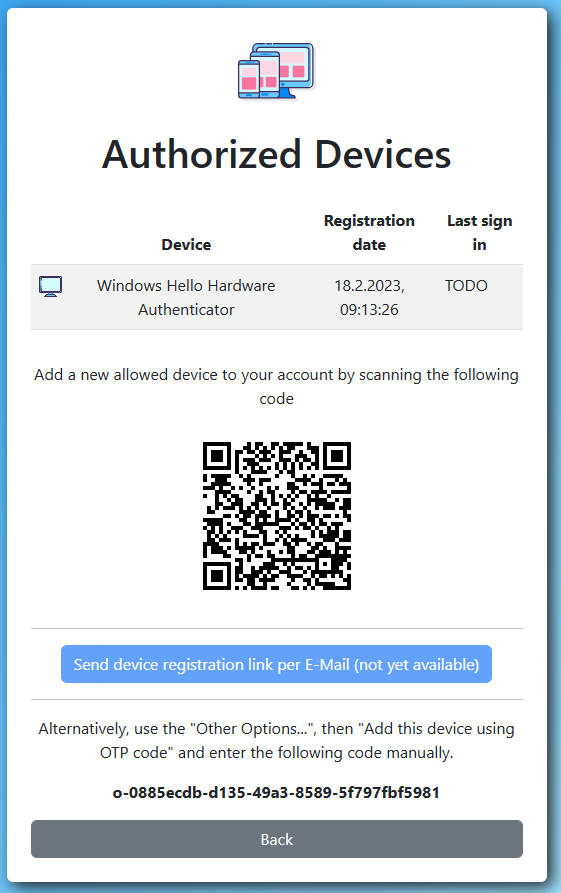 Authorized Devices
Device
Registration date
Last sign in
Windows Hello Hardware Authenticator
18.2.2023, 09:13:26
TODO
Add a new allowed device to your account by scanning the following
code
Send device registration link per E-Mail (not yet available)
Alternatively, use the "Other Options...", then "Add this device using
OTP code" and enter the following code manually.
o-0885ecdb-d135-49a3-8589-5f797fbf5981
Back